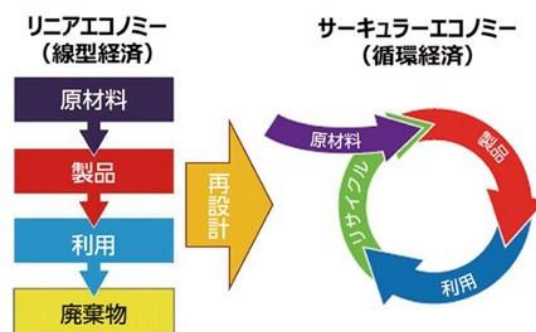 リニアエコノミー
(線型経済)
原材料
製品
利用
廃棄物
再設計
サーキュラーエコノミー
(循環経済)
原材料
製品
利用
リサイクル